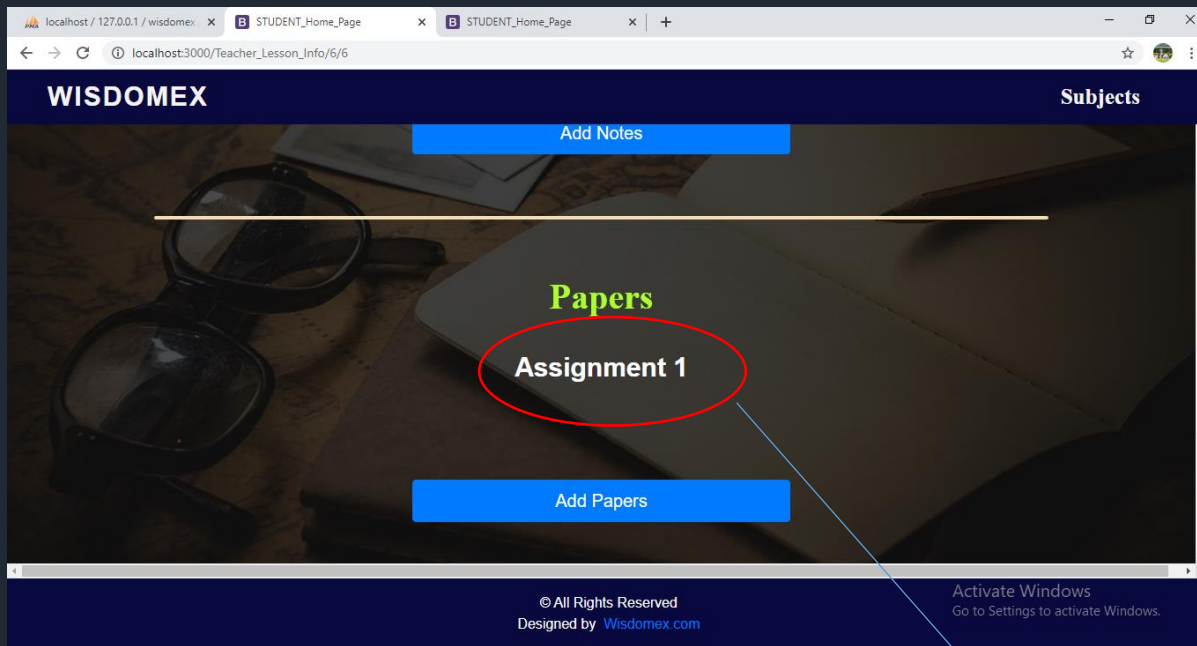 localhost / 127.0.0.1 / wisdomex
STUDENT_Home_Page
STUDENT_Home_Page
localhost:3000/Teacher_Lesson_Info/6/6
WISDOMEX
Subjects
Add Notes
Papers
Assignment 1
Add Papers
© All Rights Reserved
Designed by Wisdomex.com
Activate Windows
Go to Settings to activate Windows.